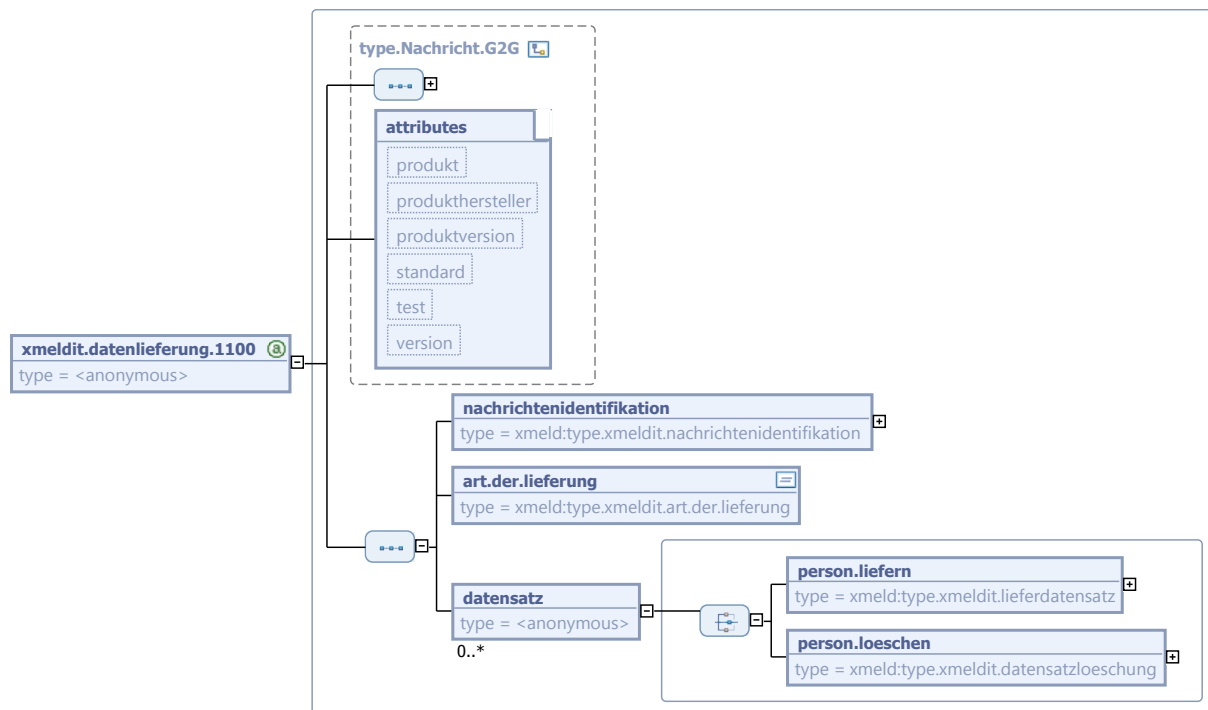 type.Nachricht.G2G
attributes
produkt
produkthersteller
produktversion
standard
test
version
xmeldit.datenlieferung.1100
type = <anonymous>
nachrichtenidentifikation
type = xmeld:type.xmeldit.nachrichtenidentifikation
art.der.lieferung
type = xmeld:type.xmeldit.art.der.lieferung
datensatz
type = <anonymous>
0..*
person.liefern
type = xmeld:type.xmeldit.lieferdatensatz
person.loeschen
type = xmeld:type.xmeldit.datensatzloeschung